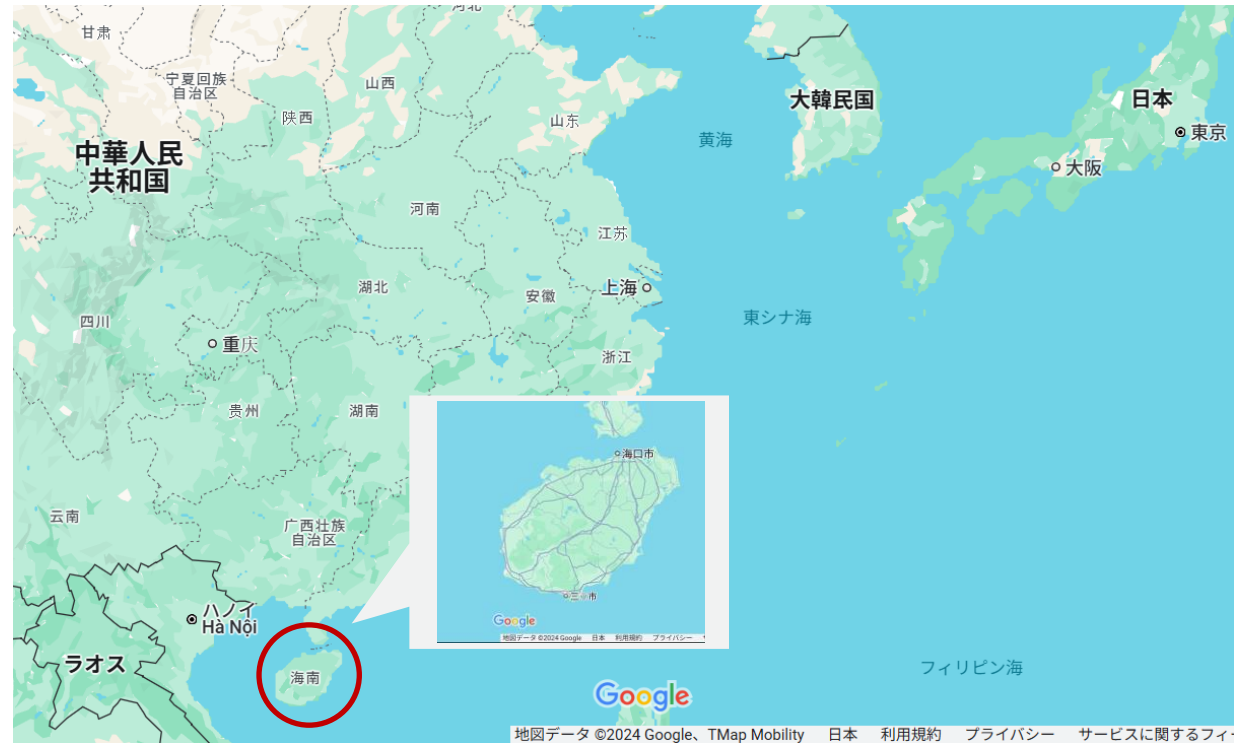 河北
甘肃
宁夏回族
自治区
山西
陕西
山东
中華人民
共和国
大韓民国
日本
東京
大阪
黄海
河南
江苏
湖北
安徽
上海
東シナ海
四川
重庆
浙江
贵州
湖南
海口市
云南
广西壮族
自治区
三亚市
Google
地図データ ©2024 Google 日本 利用規約 プライバシー
ハノイ
Hà Nội
ラオス
海南
フィリピン海
Google
地図データ ©2024 Google、TMap Mobility 日本 利用規約 プライバシー サービスに関するフィー